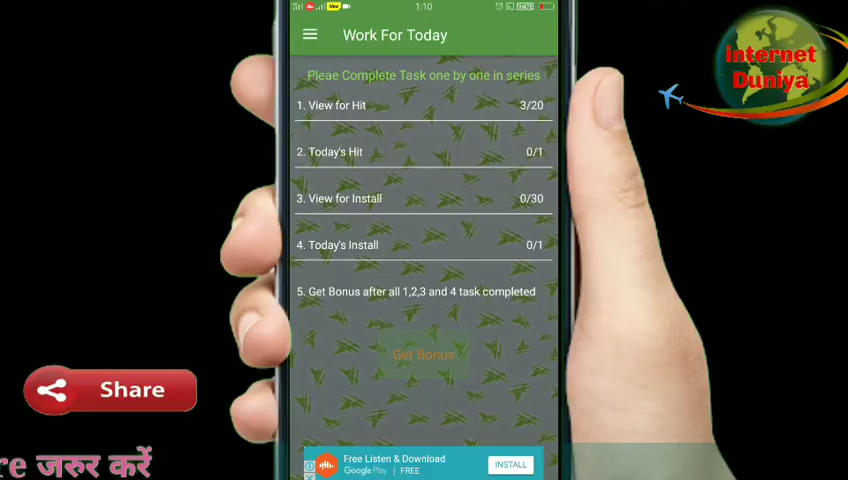 View
1:10
Work For Today
Internet
Duniya
Pleae Complete Task one by one in series
1. View for Hit 3/20
2. Today's Hit 0/1
3. View for Install 0/30
4. Today's Install 0/1
5. Get Bonus after all 1,2,3 and 4 task completed
Get Bonus
Share
re जरुर करें
Free Listen & Download
Google Play | FREE
INSTALL